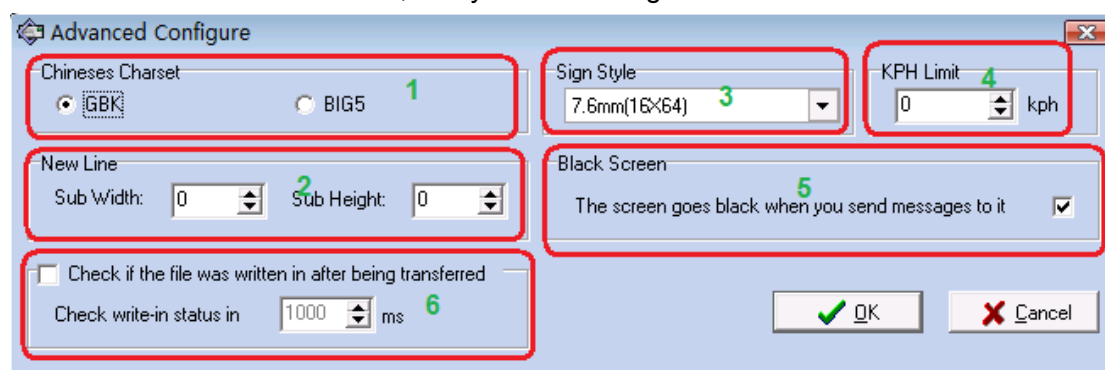 Advanced Configure
Chineses Charset
GBK
BIG5
1
Sign Style
7.6mm(16X64)
3
KPH Limit
4
0
kph
New Line
Sub Width:
0
2
Sub Height:
0
Black Screen
5
The screen goes black when you send messages to it
Check if the file was written in after being transferred
Check write-in status in
1000
ms
6
OK
Cancel